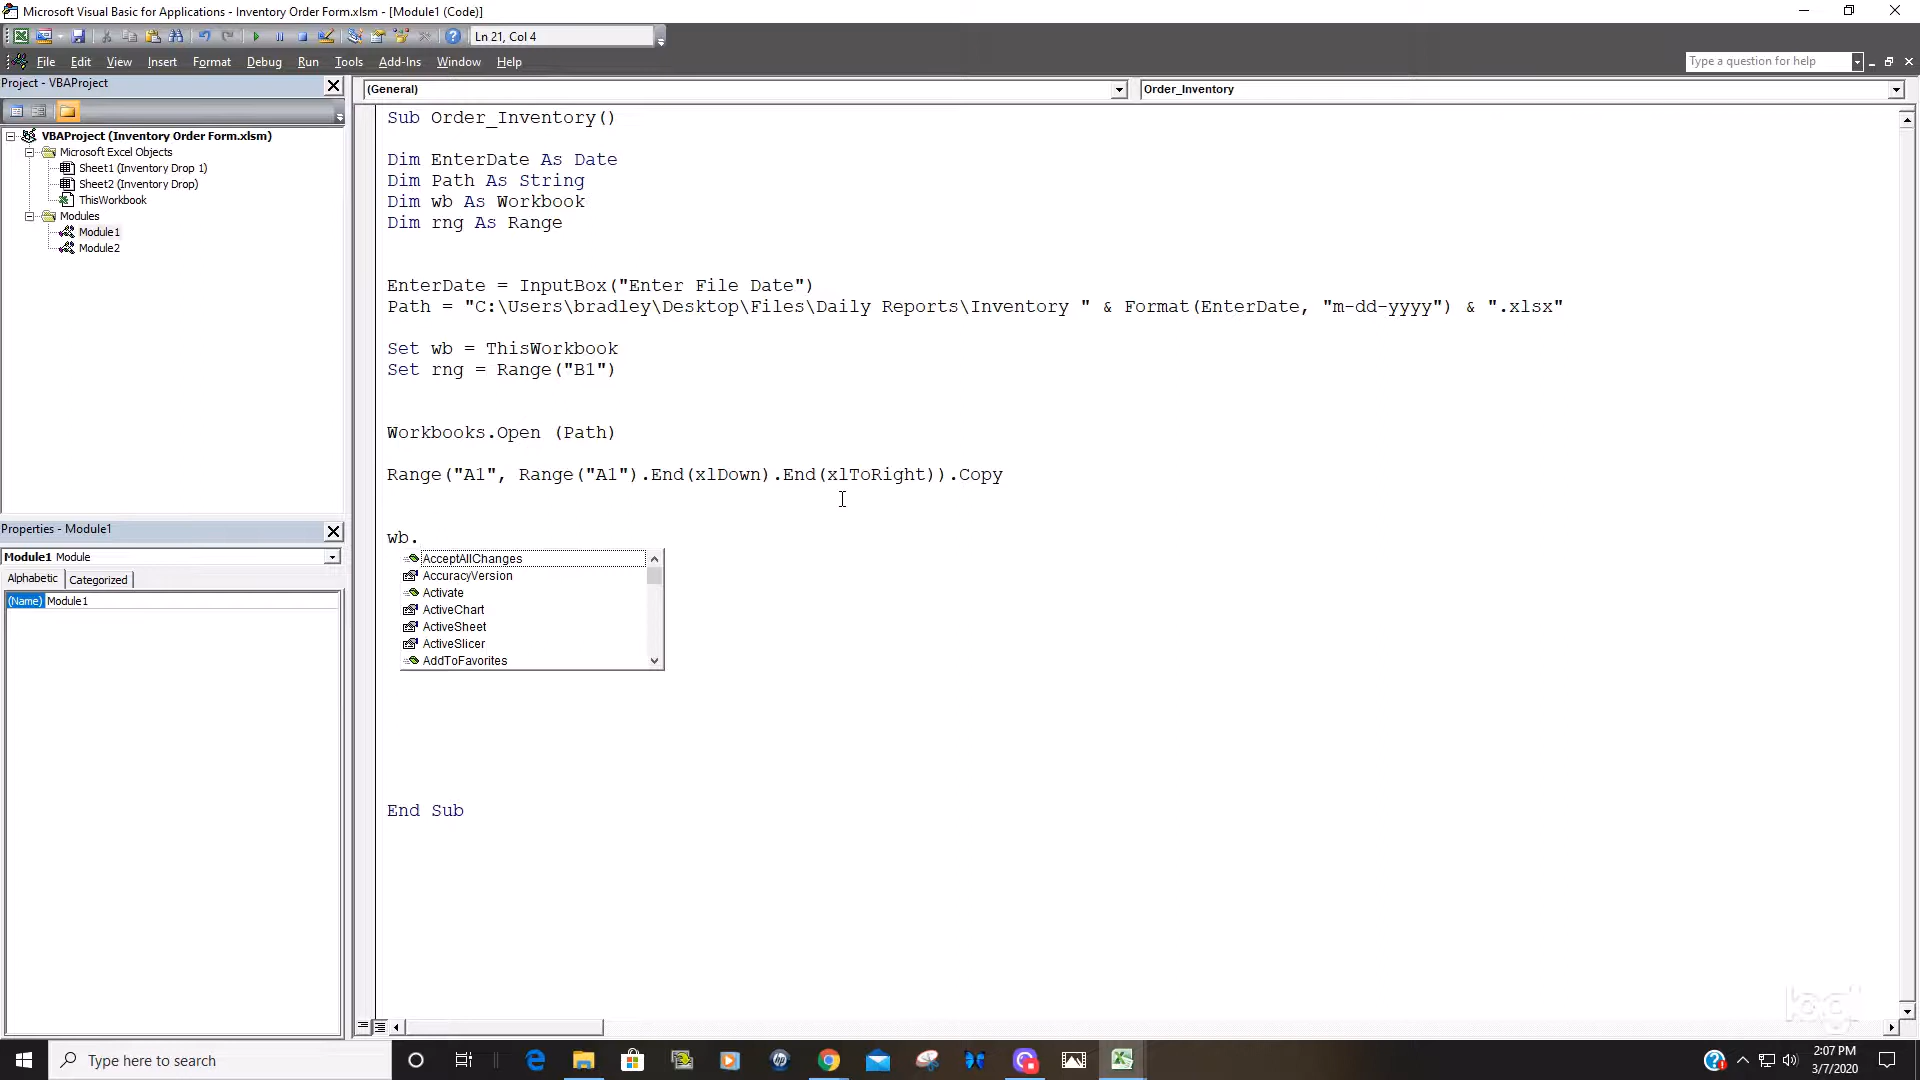 Microsoft Visual Basic for Applications - Inventory Order Form.xlsm - [Module1 (Code)]
Ln 21, Col 4
File Edit View Insert Format Debug Run Tools Add-Ins Window Help
Type a question for help
Project - VBAProject
VBAProject (Inventory Order Form.xlsm)
Microsoft Excel Objects
Sheet1 (Inventory Drop 1)
Sheet2 (Inventory Drop)
ThisWorkbook
Modules
Module1
Module2
Properties - Module1
Module1 Module
Alphabetic Categorized
(Name) Module1
(General)
Order_Inventory
Sub Order_Inventory()
Dim EnterDate As Date
Dim Path As String
Dim wb As Workbook
Dim rng As Range
EnterDate = InputBox("Enter File Date")
Path = "C:\Users\bradley\Desktop\Files\Daily Reports\Inventory " & Format(EnterDate, "m-dd-yyyy") & ".xlsx"
Set wb = ThisWorkbook
Set rng = Range("B1")
Workbooks.Open (Path)
Range("A1", Range("A1").End(xlDown).End(xlToRight)).Copy
wb.
AcceptAllChanges
AccuracyVersion
Activate
ActiveChart
ActiveSheet
ActiveSlicer
AddToFavorites
End Sub
logi
Type here to search
2:07 PM
3/7/2020